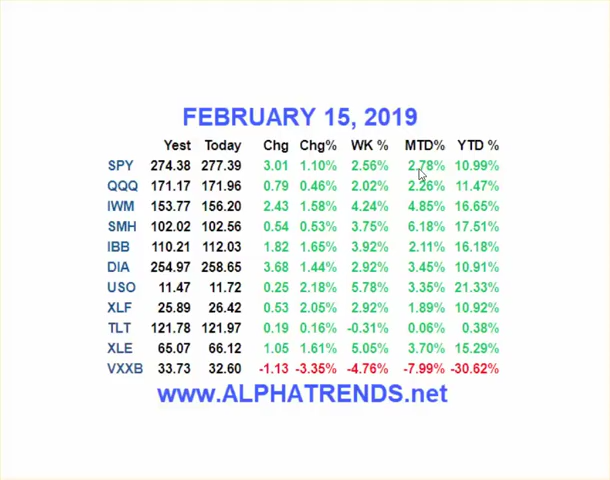 FEBRUARY 15, 2019
Yest Today Chg Chg% WK % MTD% YTD %
SPY 274.38 277.39 3.01 1.10% 2.56% 2.78% 10.99%
QQQ 171.17 171.96 0.79 0.46% 2.02% 2.26% 11.47%
IWM 153.77 156.20 2.43 1.58% 4.24% 4.85% 16.65%
SMH 102.02 102.56 0.54 0.53% 3.75% 6.18% 17.51%
IBB 110.21 112.03 1.82 1.65% 3.92% 2.11% 16.18%
DIA 254.97 258.65 3.68 1.44% 2.92% 3.45% 10.91%
USO 11.47 11.72 0.25 2.18% 5.78% 3.35% 21.33%
XLF 25.89 26.42 0.53 2.05% 2.92% 1.89% 10.92%
TLT 121.78 121.97 0.19 0.16% -0.31% 0.06% 0.38%
XLE 65.07 66.12 1.05 1.61% 5.05% 3.70% 15.29%
VXXB 33.73 32.60 -1.13 -3.35% -4.76% -7.99% -30.62%
www.ALPHATRENDS.net